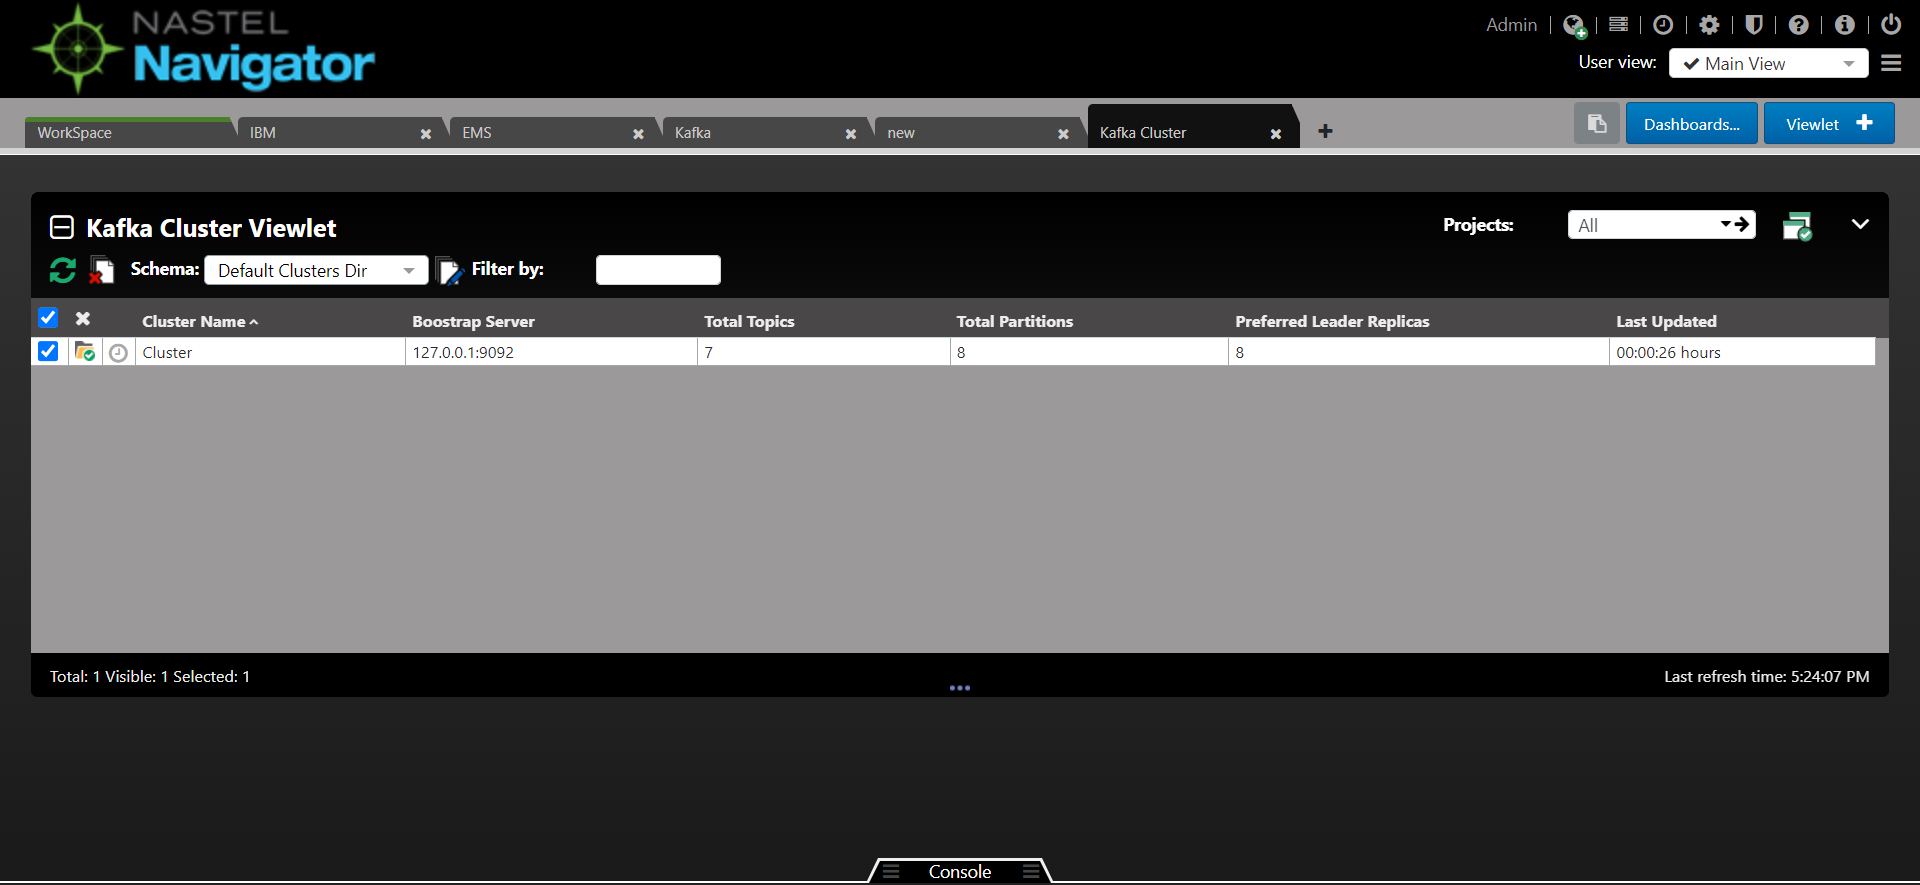 NASTEL
Navigator
Admin
User view: Main View
WorkSpace IBM EMS Kafka new Kafka Cluster Dashboards... Viewlet
Kafka Cluster Viewlet Projects: All
Schema: Default Clusters Dir Filter by:
Cluster Name Boostrap Server Total Topics Total Partitions Preferred Leader Replicas Last Updated
Cluster 127.0.0.1:9092 7 8 8 00:00:26 hours
Total: 1 Visible: 1 Selected: 1 Last refresh time: 5:24:07 PM
Console